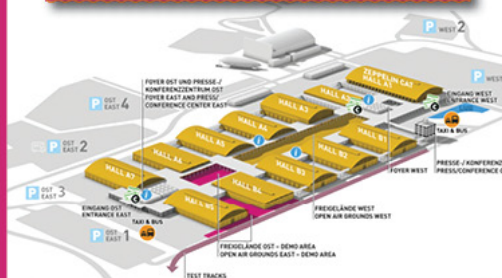 P WEST 2
ZEPPELIN CAT
HALL A1
P WEST
FOYER OST UND PRESSE-/
KONFERENZZENTRUM OST
FOYER EAST AND PRESS/
CONFERENCE CENTER EAST
EINGANG WEST
ENTRANCE WEST
P OST
EAST 4
HALL A3
TAXI & BUS
HALL A4
HALL A5
HALL B1
P OST
EAST 2
HALL A6
HALL B2
HALL A7
HALL B3
FOYER WEST
PRESSE-/ KONFERENZ
PRESS/CONFERENCE C
P OST
EAST 3
HALL B4
HALL B5
EINGANG OST
ENTRANCE EAST
TAXI & BUS
FREIGELÄNDE WEST
OPEN AIR GROUNDS WEST
P OST
EAST 1
FREIGELÄNDE OST – DEMO AREA
OPEN AIR GROUNDS EAST – DEMO AREA
TEST TRACKS